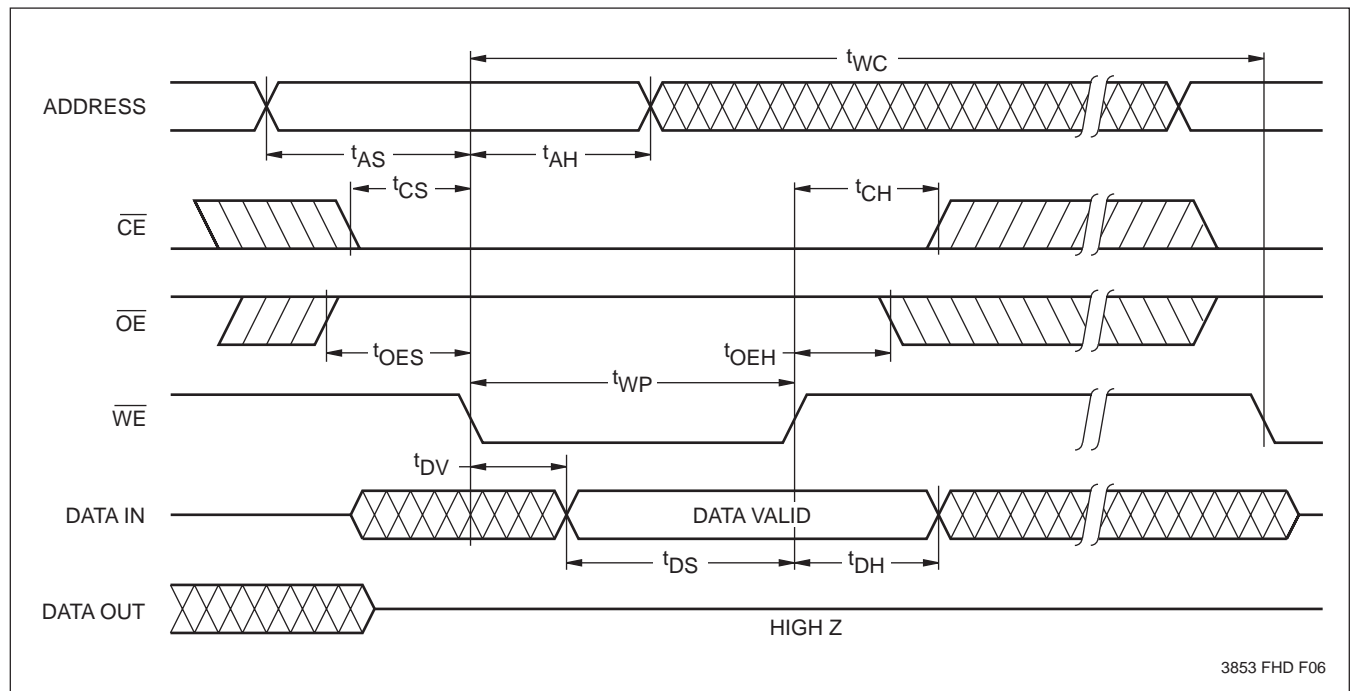 tWC
ADDRESS
tAS
tAH
tCS
tCH
CE
OE
tOES
tOEH
tWP
WE
tDV
DATA IN
DATA VALID
tDS
tDH
DATA OUT
HIGH Z
3853 FHD F06